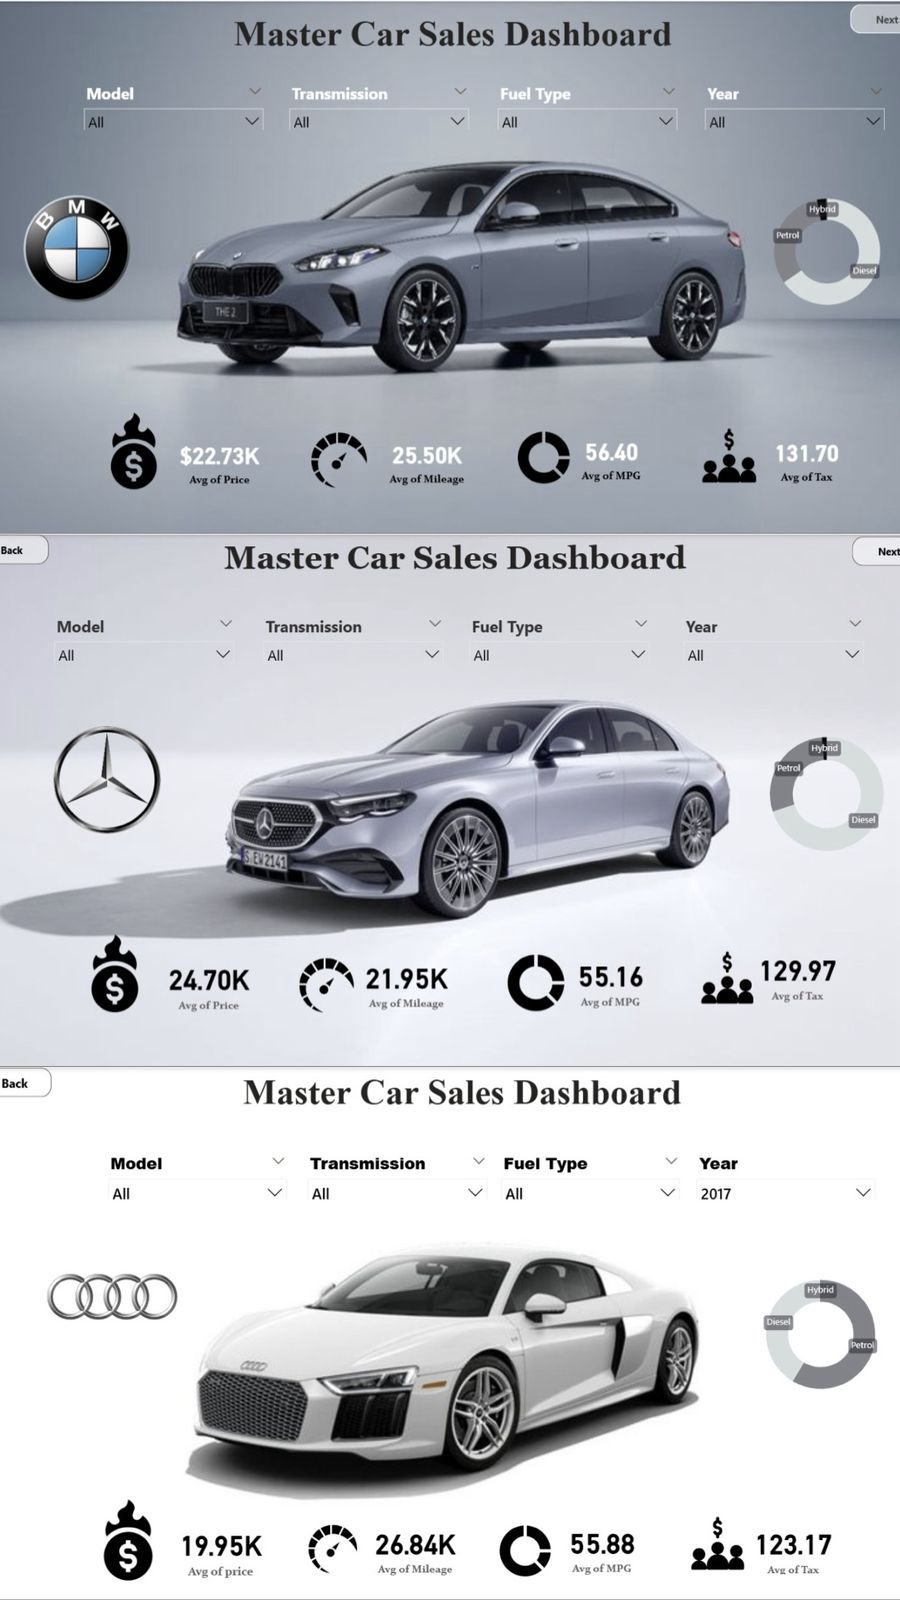 Next
Master Car Sales Dashboard
Model Transmission Fuel Type Year
All All All All
BMW
Hybrid
Petrol
Diesel
THE 2
$22.73K 25.50K 56.40 131.70
Avg of Price Avg of Mileage Avg of MPG Avg of Tax
Back Next
Master Car Sales Dashboard
Model Transmission Fuel Type Year
All All All All
Hybrid
Petrol
Diesel
S EW 2141
24.70K 21.95K 55.16 129.97
Avg of Price Avg of Mileage Avg of MPG Avg of Tax
Back
Master Car Sales Dashboard
Model Transmission Fuel Type Year
All All All 2017
Hybrid
Diesel
Petrol
19.95K 26.84K 55.88 123.17
Avg of price Avg of Mileage Avg of MPG Avg of Tax